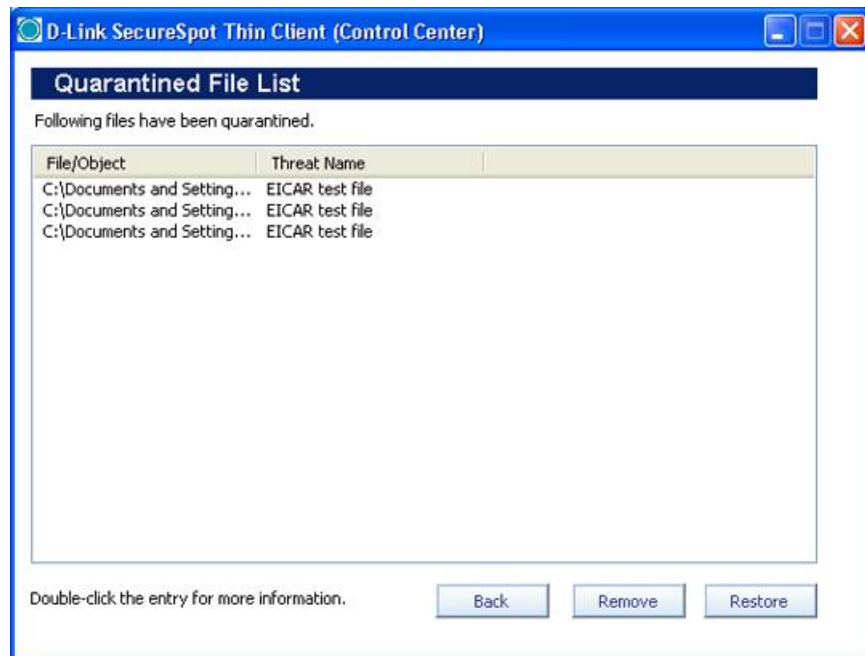 D-Link SecureSpot Thin Client (Control Center)
Quarantined File List
Following files have been quarantined.
File/Object Threat Name
C:\Documents and Setting... EICAR test file
C:\Documents and Setting... EICAR test file
C:\Documents and Setting... EICAR test file
Double-click the entry for more information. Back Remove Restore